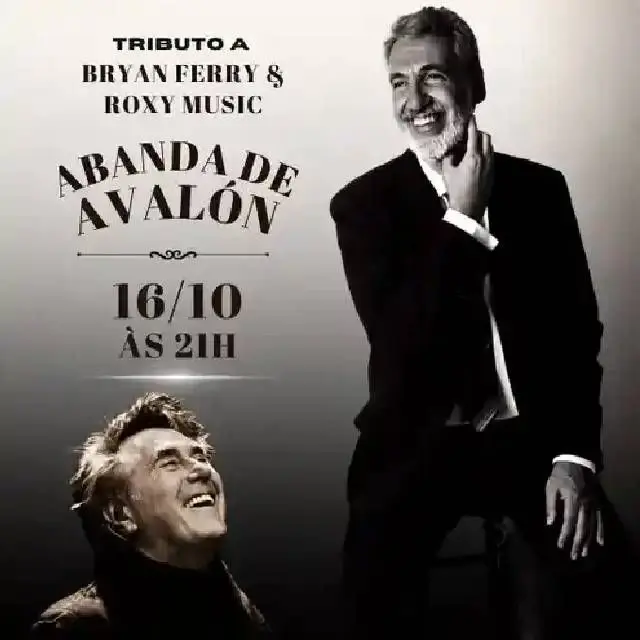 TRIBUTO A
BRYAN FERRY &
ROXY MUSIC
ABANDA DE
AVALÓN
16/10
ÀS 21H